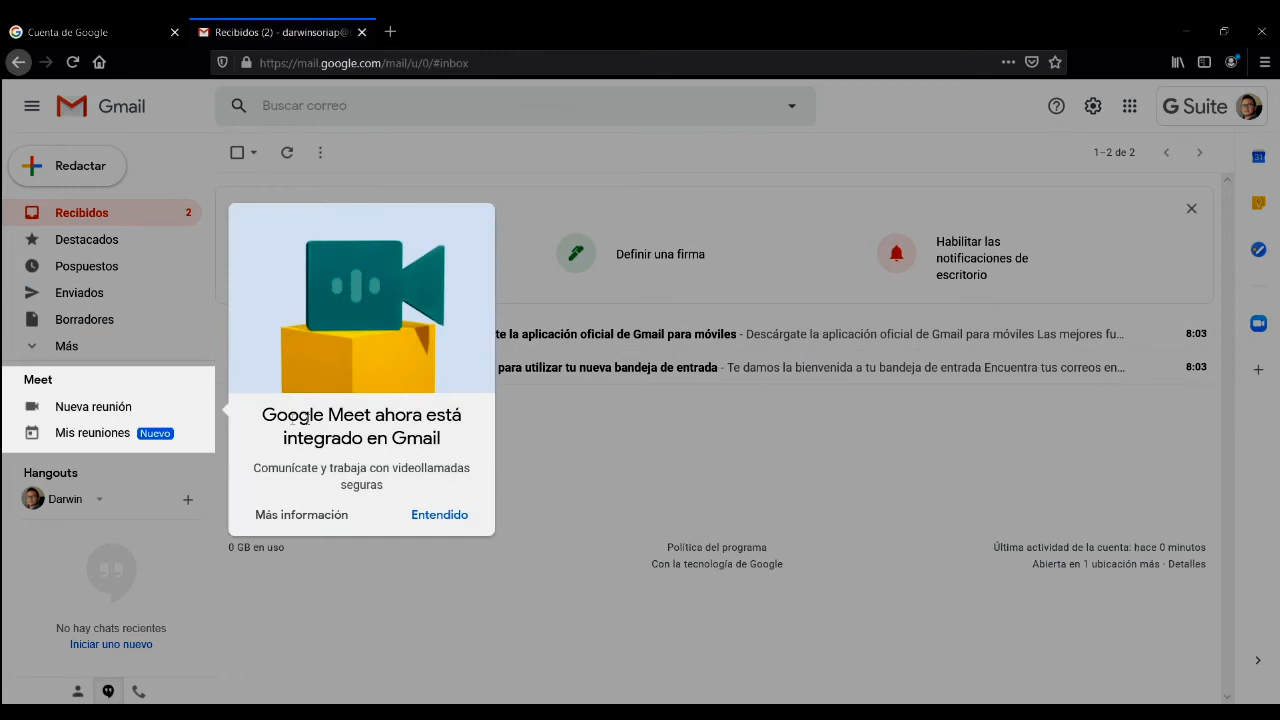 Cuenta de Google
Recibidos (2) - darwinsoriap@
https://mail.google.com/mail/u/0/#inbox
Gmail
Buscar correo
G Suite
Redactar
1–2 de 2
Recibidos 2
Destacados
Pospuestos
Enviados
Borradores
Más
Meet
Nueva reunión
Mis reuniones Nuevo
Hangouts
Darwin
No hay chats recientes
Iniciar uno nuevo
Definir una firma
Habilitar las
notificaciones de
escritorio
la aplicación oficial de Gmail para móviles - Descárgate la aplicación oficial de Gmail para móviles Las mejores fu... 8:03
para utilizar tu nueva bandeja de entrada - Te damos la bienvenida a tu bandeja de entrada Encuentra tus correos en... 8:03
Google Meet ahora está
integrado en Gmail
Comunícate y trabaja con videollamadas
seguras
Más información Entendido
0 GB en uso
Política del programa
Con la tecnología de Google
Última actividad de la cuenta: hace 0 minutos
Abierta en 1 ubicación más · Detalles
31